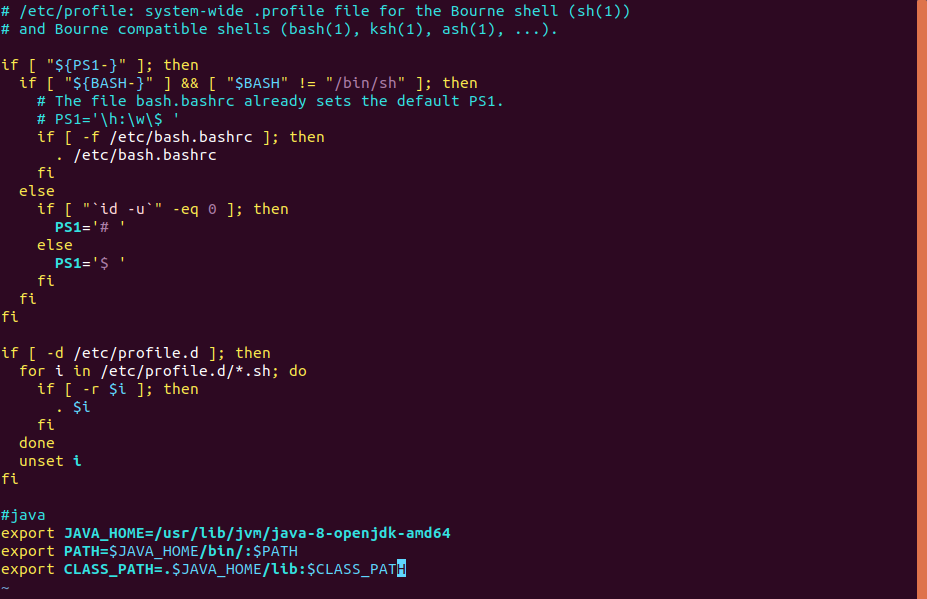 # /etc/profile: system-wide .profile file for the Bourne shell (sh(1))
# and Bourne compatible shells (bash(1), ksh(1), ash(1), ...).

if [ "${PS1-}" ]; then
  if [ "${BASH-}" ] && [ "$BASH" != "/bin/sh" ]; then
    # The file bash.bashrc already sets the default PS1.
    # PS1='\h:\w\$ '
    if [ -f /etc/bash.bashrc ]; then
      . /etc/bash.bashrc
    fi
  else
    if [ "`id -u`" -eq 0 ]; then
      PS1='# '
    else
      PS1='$ '
    fi
  fi
fi

if [ -d /etc/profile.d ]; then
  for i in /etc/profile.d/*.sh; do
    if [ -r $i ]; then
      . $i
    fi
  done
  unset i
fi

#java
export JAVA_HOME=/usr/lib/jvm/java-8-openjdk-amd64
export PATH=$JAVA_HOME/bin/:$PATH
export CLASS_PATH=.$JAVA_HOME/lib:$CLASS_PATH
~